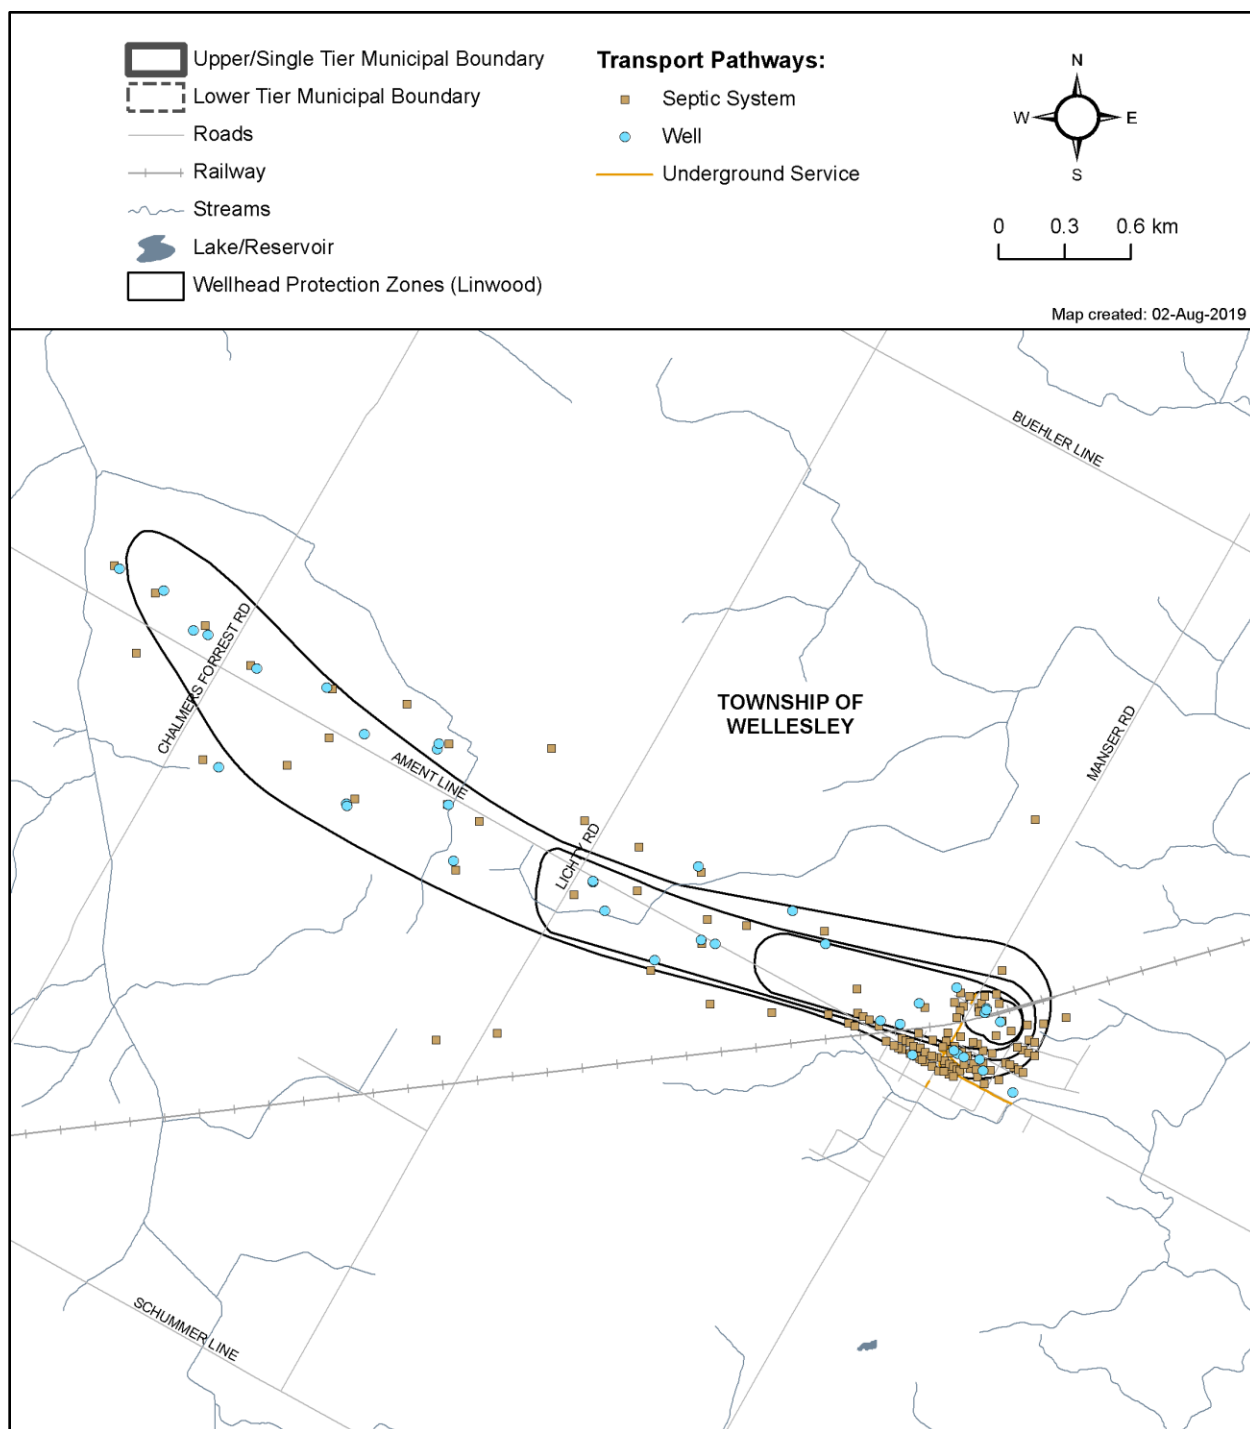 Upper/Single Tier Municipal Boundary
Lower Tier Municipal Boundary
Roads
Railway
Streams
Lake/Reservoir
Wellhead Protection Zones (Linwood)
Transport Pathways:
Septic System
Well
Underground Service
N
W
E
S
0 0.3 0.6 km
Map created: 02-Aug-2019
BUEHLER LINE
CHALMERS FORREST RD
TOWNSHIP OF
WELLESLEY
MANSER RD
AMENT LINE
LICHTY RD
SCHUMMER LINE